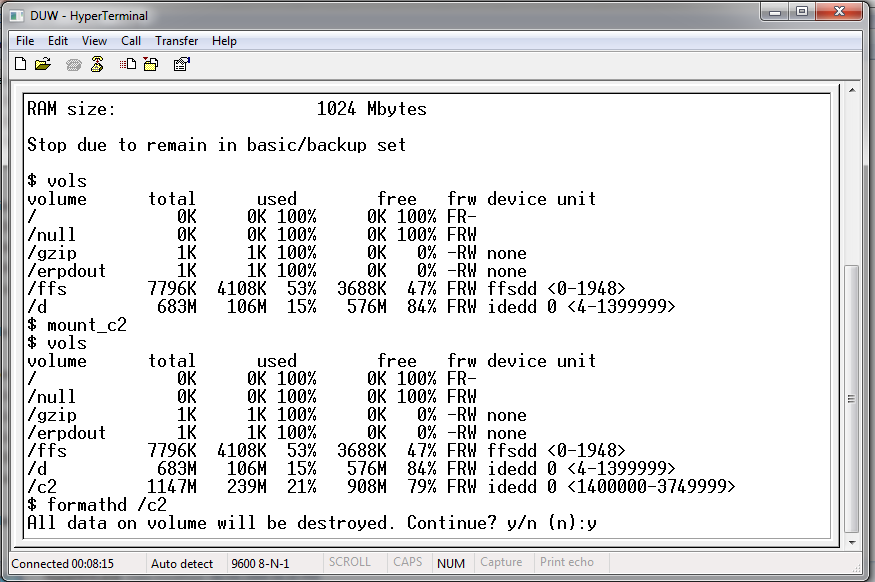 DUW - HyperTerminal
File Edit View Call Transfer Help
RAM size: 1024 Mbytes
Stop due to remain in basic/backup set
$ vols
volume total used free frw device unit
/ 0K 0K 100% 0K 100% FR-
/null 0K 0K 100% 0K 100% FRW
/gzip 1K 1K 100% 0K 0% -RW none
/erpdout 1K 1K 100% 0K 0% -RW none
/ffs 7796K 4108K 53% 3688K 47% FRW ffsdd <0-1948>
/d 683M 106M 15% 576M 84% FRW idedd 0 <4-1399999>
$ mount_c2
$ vols
volume total used free frw device unit
/ 0K 0K 100% 0K 100% FR-
/null 0K 0K 100% 0K 100% FRW
/gzip 1K 1K 100% 0K 0% -RW none
/erpdout 1K 1K 100% 0K 0% -RW none
/ffs 7796K 4108K 53% 3688K 47% FRW ffsdd <0-1948>
/d 683M 106M 15% 576M 84% FRW idedd 0 <4-1399999>
/c2 1147M 239M 21% 908M 79% FRW idedd 0 <1400000-3749999>
$ formathd /c2
All data on volume will be destroyed. Continue? y/n (n):y
Connected 00:08:15 Auto detect 9600 8-N-1 SCROLL CAPS NUM Capture Print echo